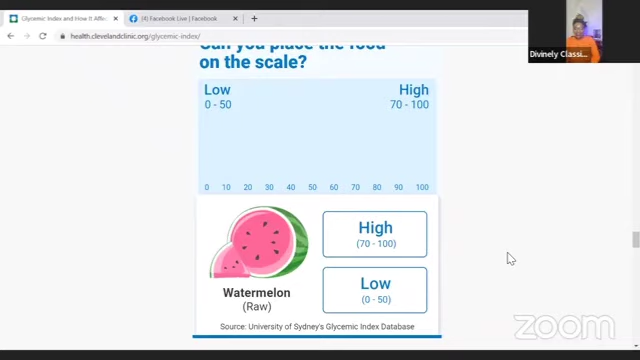 Glycemic Index and How It Affe
(4) Facebook Live | Facebook
health.clevelandclinic.org/glycemic-index/
Divinely Classi...
Can you place the food
on the scale?
Low
0 - 50
High
70 - 100
0 10 20 30 40 50 60 70 80 90 100
Watermelon
(Raw)
High
(70 - 100)
Low
(0 - 50)
Source: University of Sydney's Glycemic Index Database
zoom